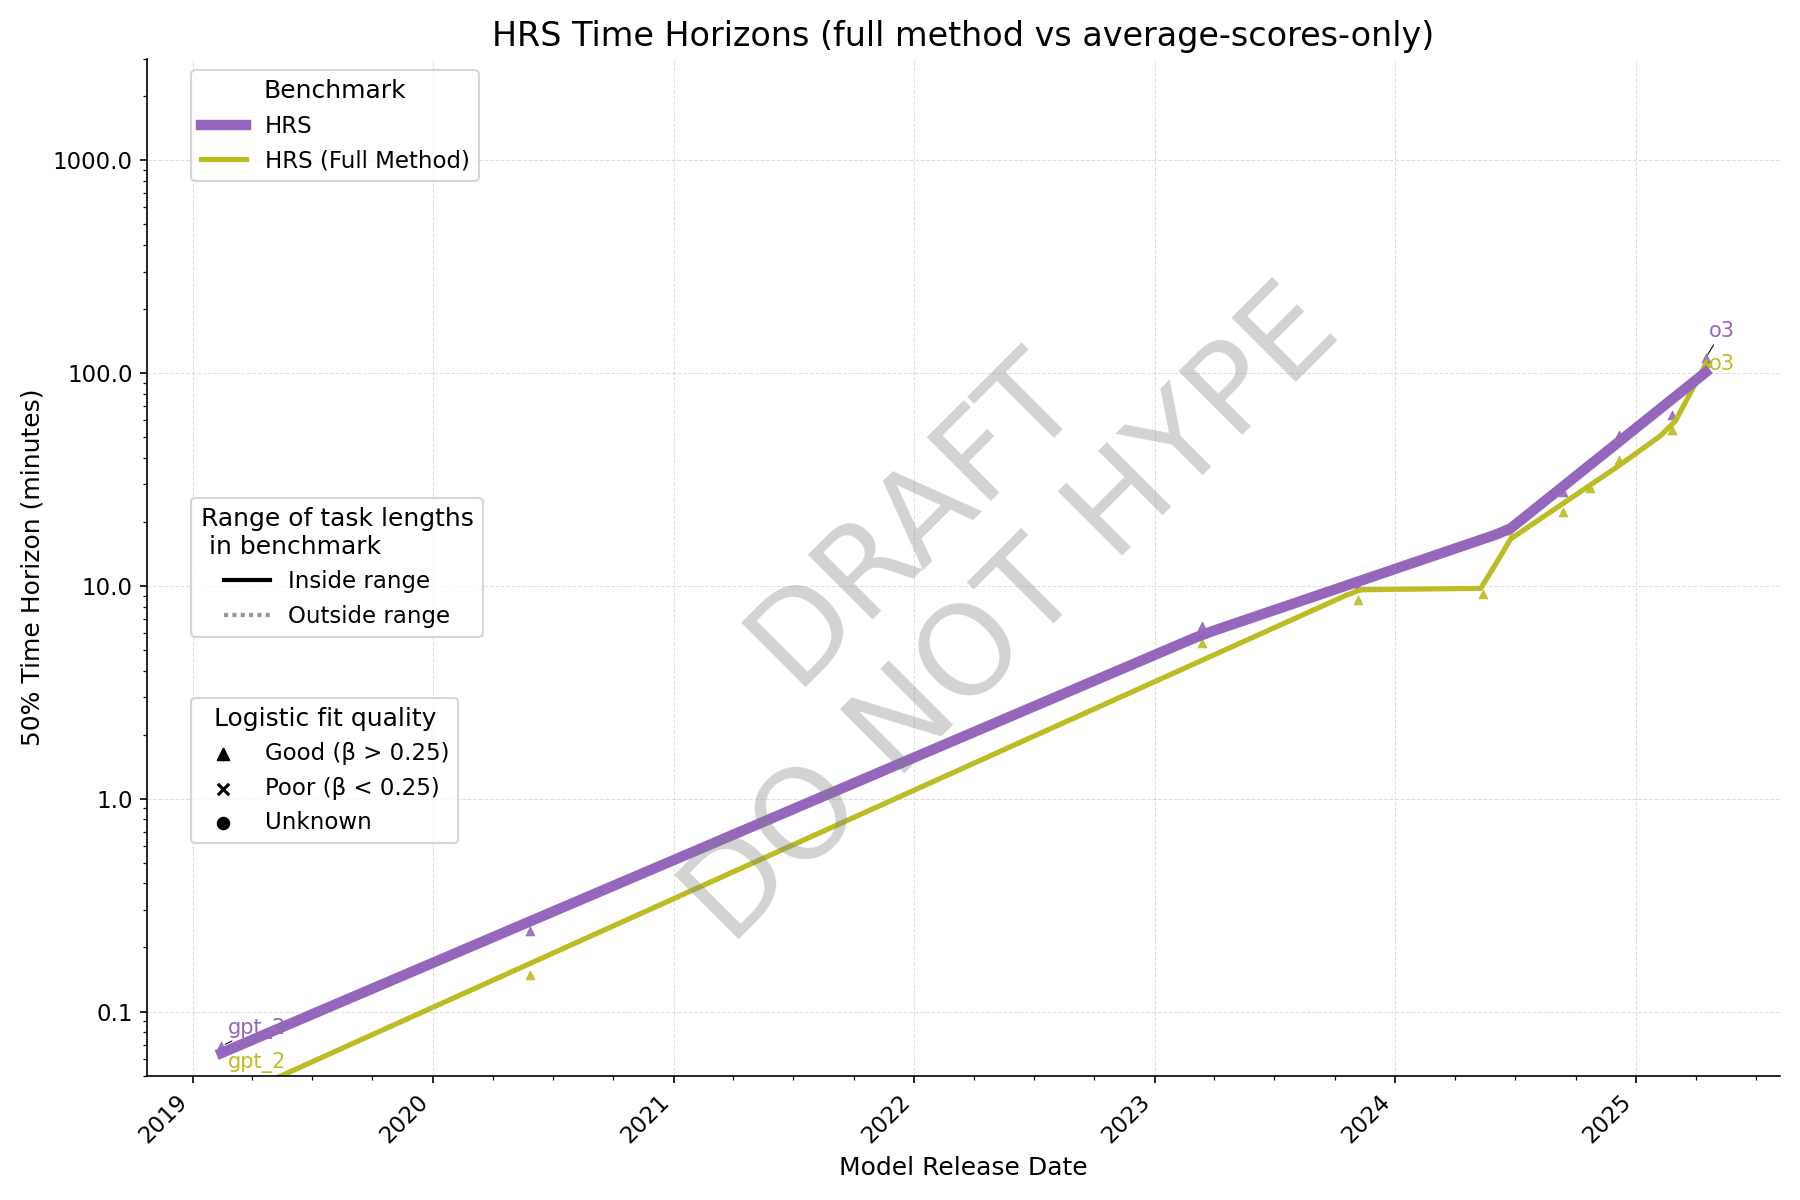 HRS Time Horizons (full method vs average-scores-only)
Benchmark
HRS
HRS (Full Method)
Range of task lengths
in benchmark
Inside range
Outside range
Logistic fit quality
Good (β > 0.25)
Poor (β < 0.25)
Unknown
50% Time Horizon (minutes)
1000.0
100.0
10.0
1.0
0.1
DRAFT
DO NOT HYPE
o3
o3
gpt_2
gpt_2
2019
2020
2021
2022
2023
2024
2025
Model Release Date